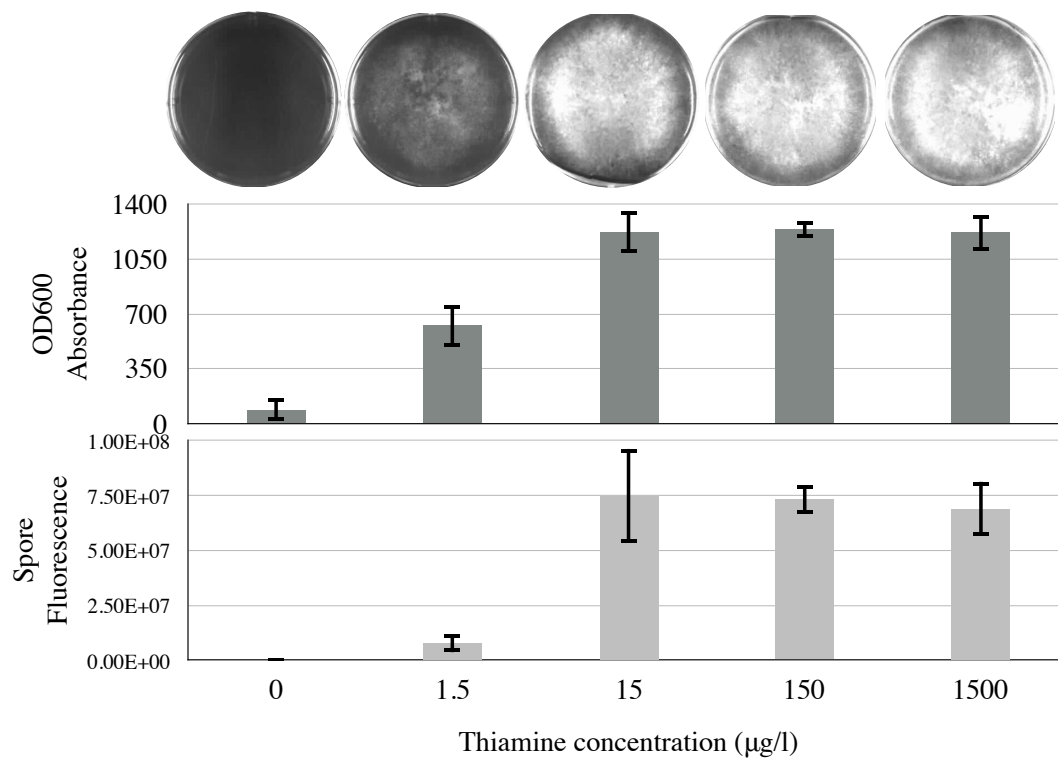 1400
1050
700
350
0
OD600
Absorbance
1.00E+08
7.50E+07
5.00E+07
2.50E+07
0.00E+00
Spore
Fluorescence
0 1.5 15 150 1500
Thiamine concentration (µg/l)